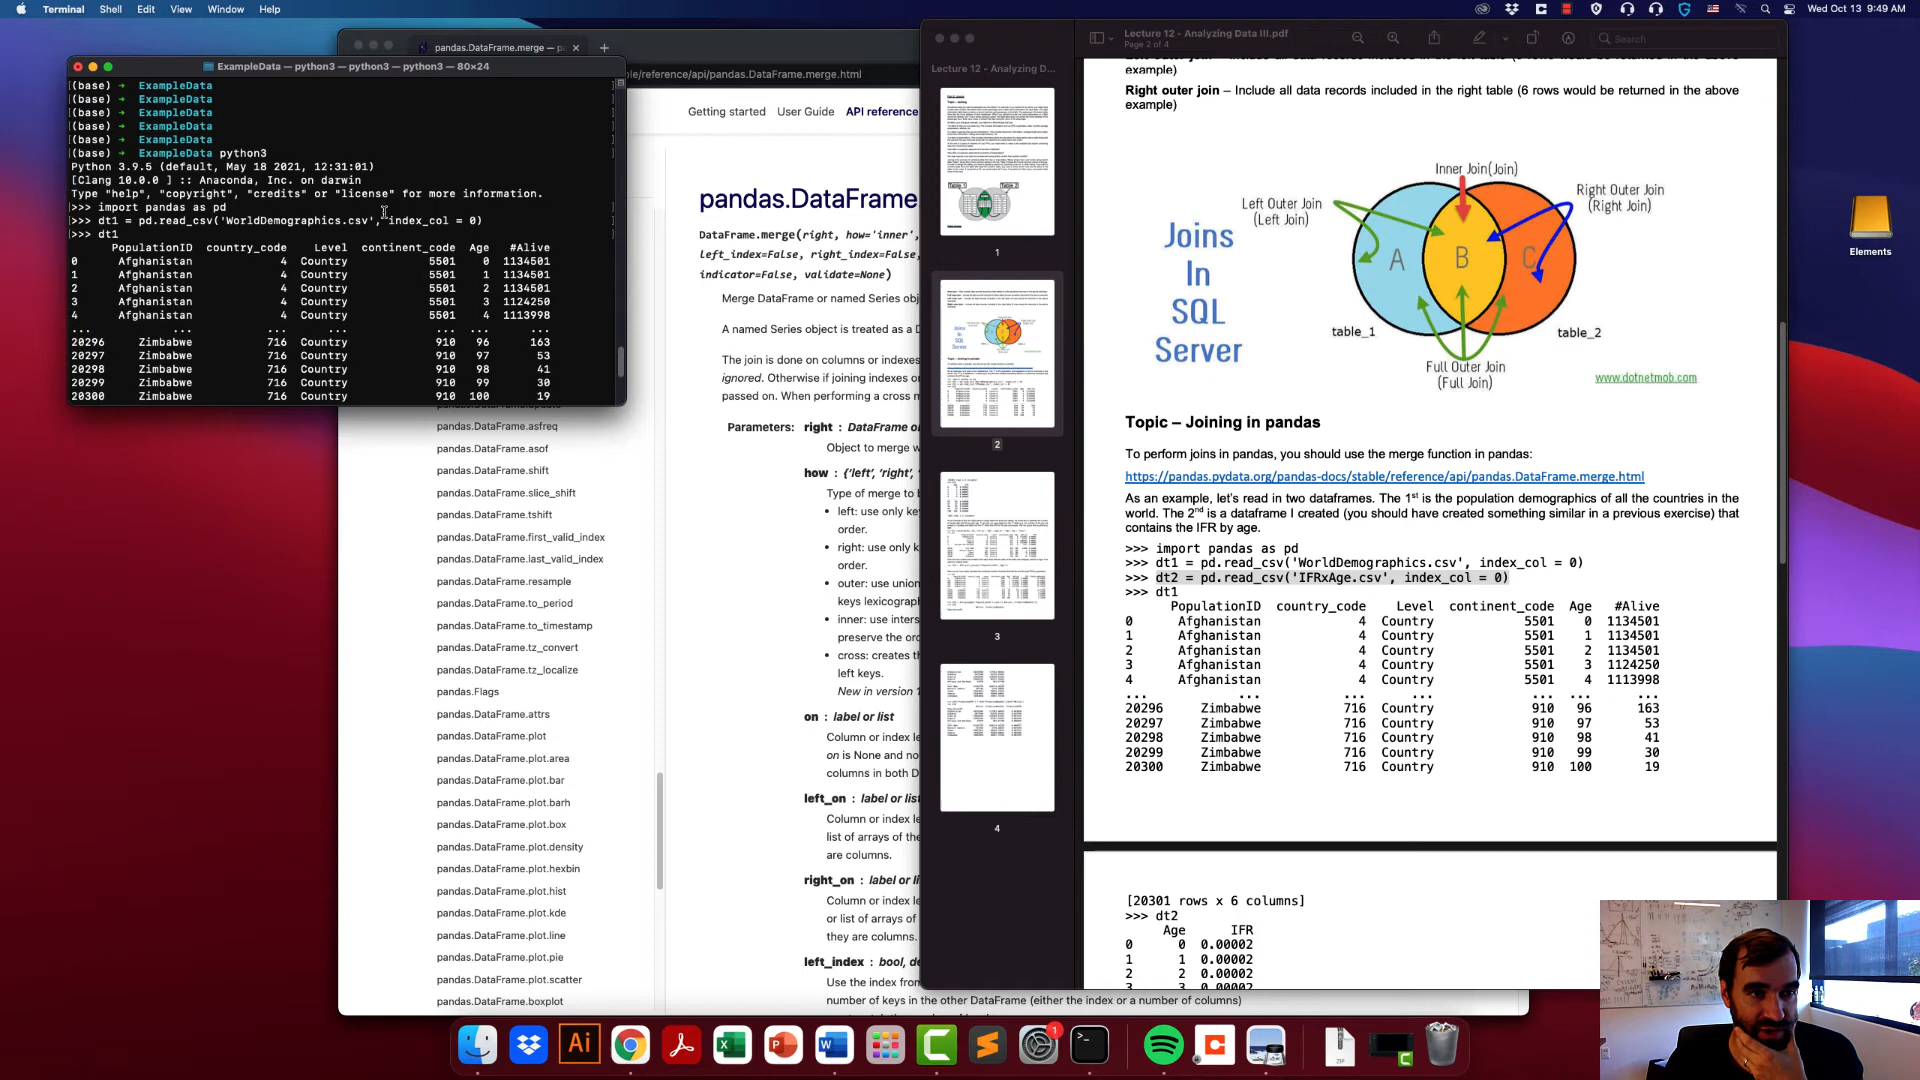 Terminal Shell Edit View Window Help
Wed Oct 13 9:49 AM
pandas.DataFrame.merge — p
ExampleData — python3 — python3 — python3 — 80×24
(base) → ExampleData
(base) → ExampleData
(base) → ExampleData
(base) → ExampleData
(base) → ExampleData
(base) → ExampleData python3
Python 3.9.5 (default, May 18 2021, 12:31:01)
[Clang 10.0.0 ] :: Anaconda, Inc. on darwin
Type "help", "copyright", "credits" or "license" for more information.
>>> import pandas as pd
>>> dt1 = pd.read_csv('WorldDemographics.csv', index_col = 0)
>>> dt1
PopulationID country_code Level continent_code Age #Alive
0 Afghanistan 4 Country 5501 0 1134501
1 Afghanistan 4 Country 5501 1 1134501
2 Afghanistan 4 Country 5501 2 1134501
3 Afghanistan 4 Country 5501 3 1124250
4 Afghanistan 4 Country 5501 4 1113998
... ... ... ... ... ... ...
20296 Zimbabwe 716 Country 910 96 163
20297 Zimbabwe 716 Country 910 97 53
20298 Zimbabwe 716 Country 910 98 41
20299 Zimbabwe 716 Country 910 99 30
20300 Zimbabwe 716 Country 910 100 19
le/reference/api/pandas.DataFrame.merge.html
Getting started User Guide API reference
pandas.DataFrame.asfreq
pandas.DataFrame.asof
pandas.DataFrame.shift
pandas.DataFrame.slice_shift
pandas.DataFrame.tshift
pandas.DataFrame.first_valid_index
pandas.DataFrame.last_valid_index
pandas.DataFrame.resample
pandas.DataFrame.to_period
pandas.DataFrame.to_timestamp
pandas.DataFrame.tz_convert
pandas.DataFrame.tz_localize
pandas.Flags
pandas.DataFrame.attrs
pandas.DataFrame.plot
pandas.DataFrame.plot.area
pandas.DataFrame.plot.bar
pandas.DataFrame.plot.barh
pandas.DataFrame.plot.box
pandas.DataFrame.plot.density
pandas.DataFrame.plot.hexbin
pandas.DataFrame.plot.hist
pandas.DataFrame.plot.kde
pandas.DataFrame.plot.line
pandas.DataFrame.plot.pie
pandas.DataFrame.plot.scatter
pandas.DataFrame.boxplot
pandas.DataFrame.
DataFrame.merge(right, how='inner',
left_index=False, right_index=False,
indicator=False, validate=None)
Merge DataFrame or named Series obj
A named Series object is treated as a D
The join is done on columns or indexes
ignored. Otherwise if joining indexes o
passed on. When performing a cross m
Parameters: right : DataFrame or
Object to merge w
how : {'left', 'right', '
Type of merge to b
• left: use only ke
order.
• right: use only k
order.
• outer: use union
keys lexicograph
• inner: use inters
preserve the ord
• cross: creates th
left keys.
New in version 1
on : label or list
Column or index le
on is None and no
columns in both D
left_on : label or list
Column or index le
list of arrays of the
are columns.
right_on : label or li
Column or index le
or list of arrays of
they are columns.
left_index : bool, de
Use the index from
number of keys in the other DataFrame (either the index or a number of columns)
Lecture 12 - Analyzing Data III.pdf
Page 2 of 4
Search
Lecture 12 - Analyzing D...
1
2
3
4
example)
Right outer join – Include all data records included in the right table (6 rows would be returned in the above
example)
Joins
In
SQL
Server
Inner Join(Join)
Left Outer Join
(Left Join)
Right Outer Join
(Right Join)
A B C
table_1
table_2
Full Outer Join
(Full Join)
www.dotnetmob.com
Topic – Joining in pandas
To perform joins in pandas, you should use the merge function in pandas:
https://pandas.pydata.org/pandas-docs/stable/reference/api/pandas.DataFrame.merge.html
As an example, let's read in two dataframes. The 1st is the population demographics of all the countries in the
world. The 2nd is a dataframe I created (you should have created something similar in a previous exercise) that
contains the IFR by age.
>>> import pandas as pd
>>> dt1 = pd.read_csv('WorldDemographics.csv', index_col = 0)
>>> dt2 = pd.read_csv('IFRxAge.csv', index_col = 0)
>>> dt1
PopulationID country_code Level continent_code Age #Alive
0 Afghanistan 4 Country 5501 0 1134501
1 Afghanistan 4 Country 5501 1 1134501
2 Afghanistan 4 Country 5501 2 1134501
3 Afghanistan 4 Country 5501 3 1124250
4 Afghanistan 4 Country 5501 4 1113998
... ... ... ... ... ... ...
20296 Zimbabwe 716 Country 910 96 163
20297 Zimbabwe 716 Country 910 97 53
20298 Zimbabwe 716 Country 910 98 41
20299 Zimbabwe 716 Country 910 99 30
20300 Zimbabwe 716 Country 910 100 19
[20301 rows x 6 columns]
>>> dt2
Age IFR
0 0 0.00002
1 1 0.00002
2 2 0.00002
3 3 0.00002
Elements
Ai
1
ZIP